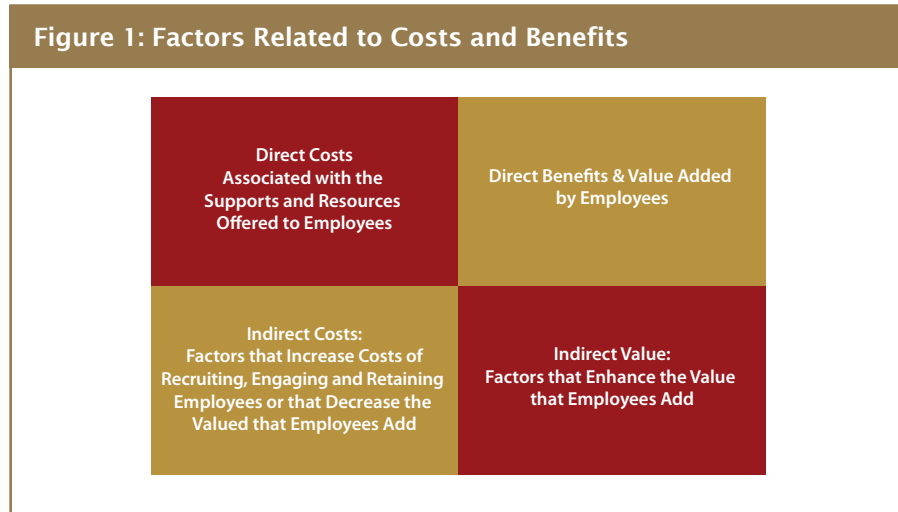 Figure 1: Factors Related to Costs and Benefits
Direct Costs
Associated with the
Supports and Resources
Offered to Employees
Direct Benefits & Value Added
by Employees
Indirect Costs:
Factors that Increase Costs of
Recruiting, Engaging and Retaining
Employees or that Decrease the
Valued that Employees Add
Indirect Value:
Factors that Enhance the Value
that Employees Add